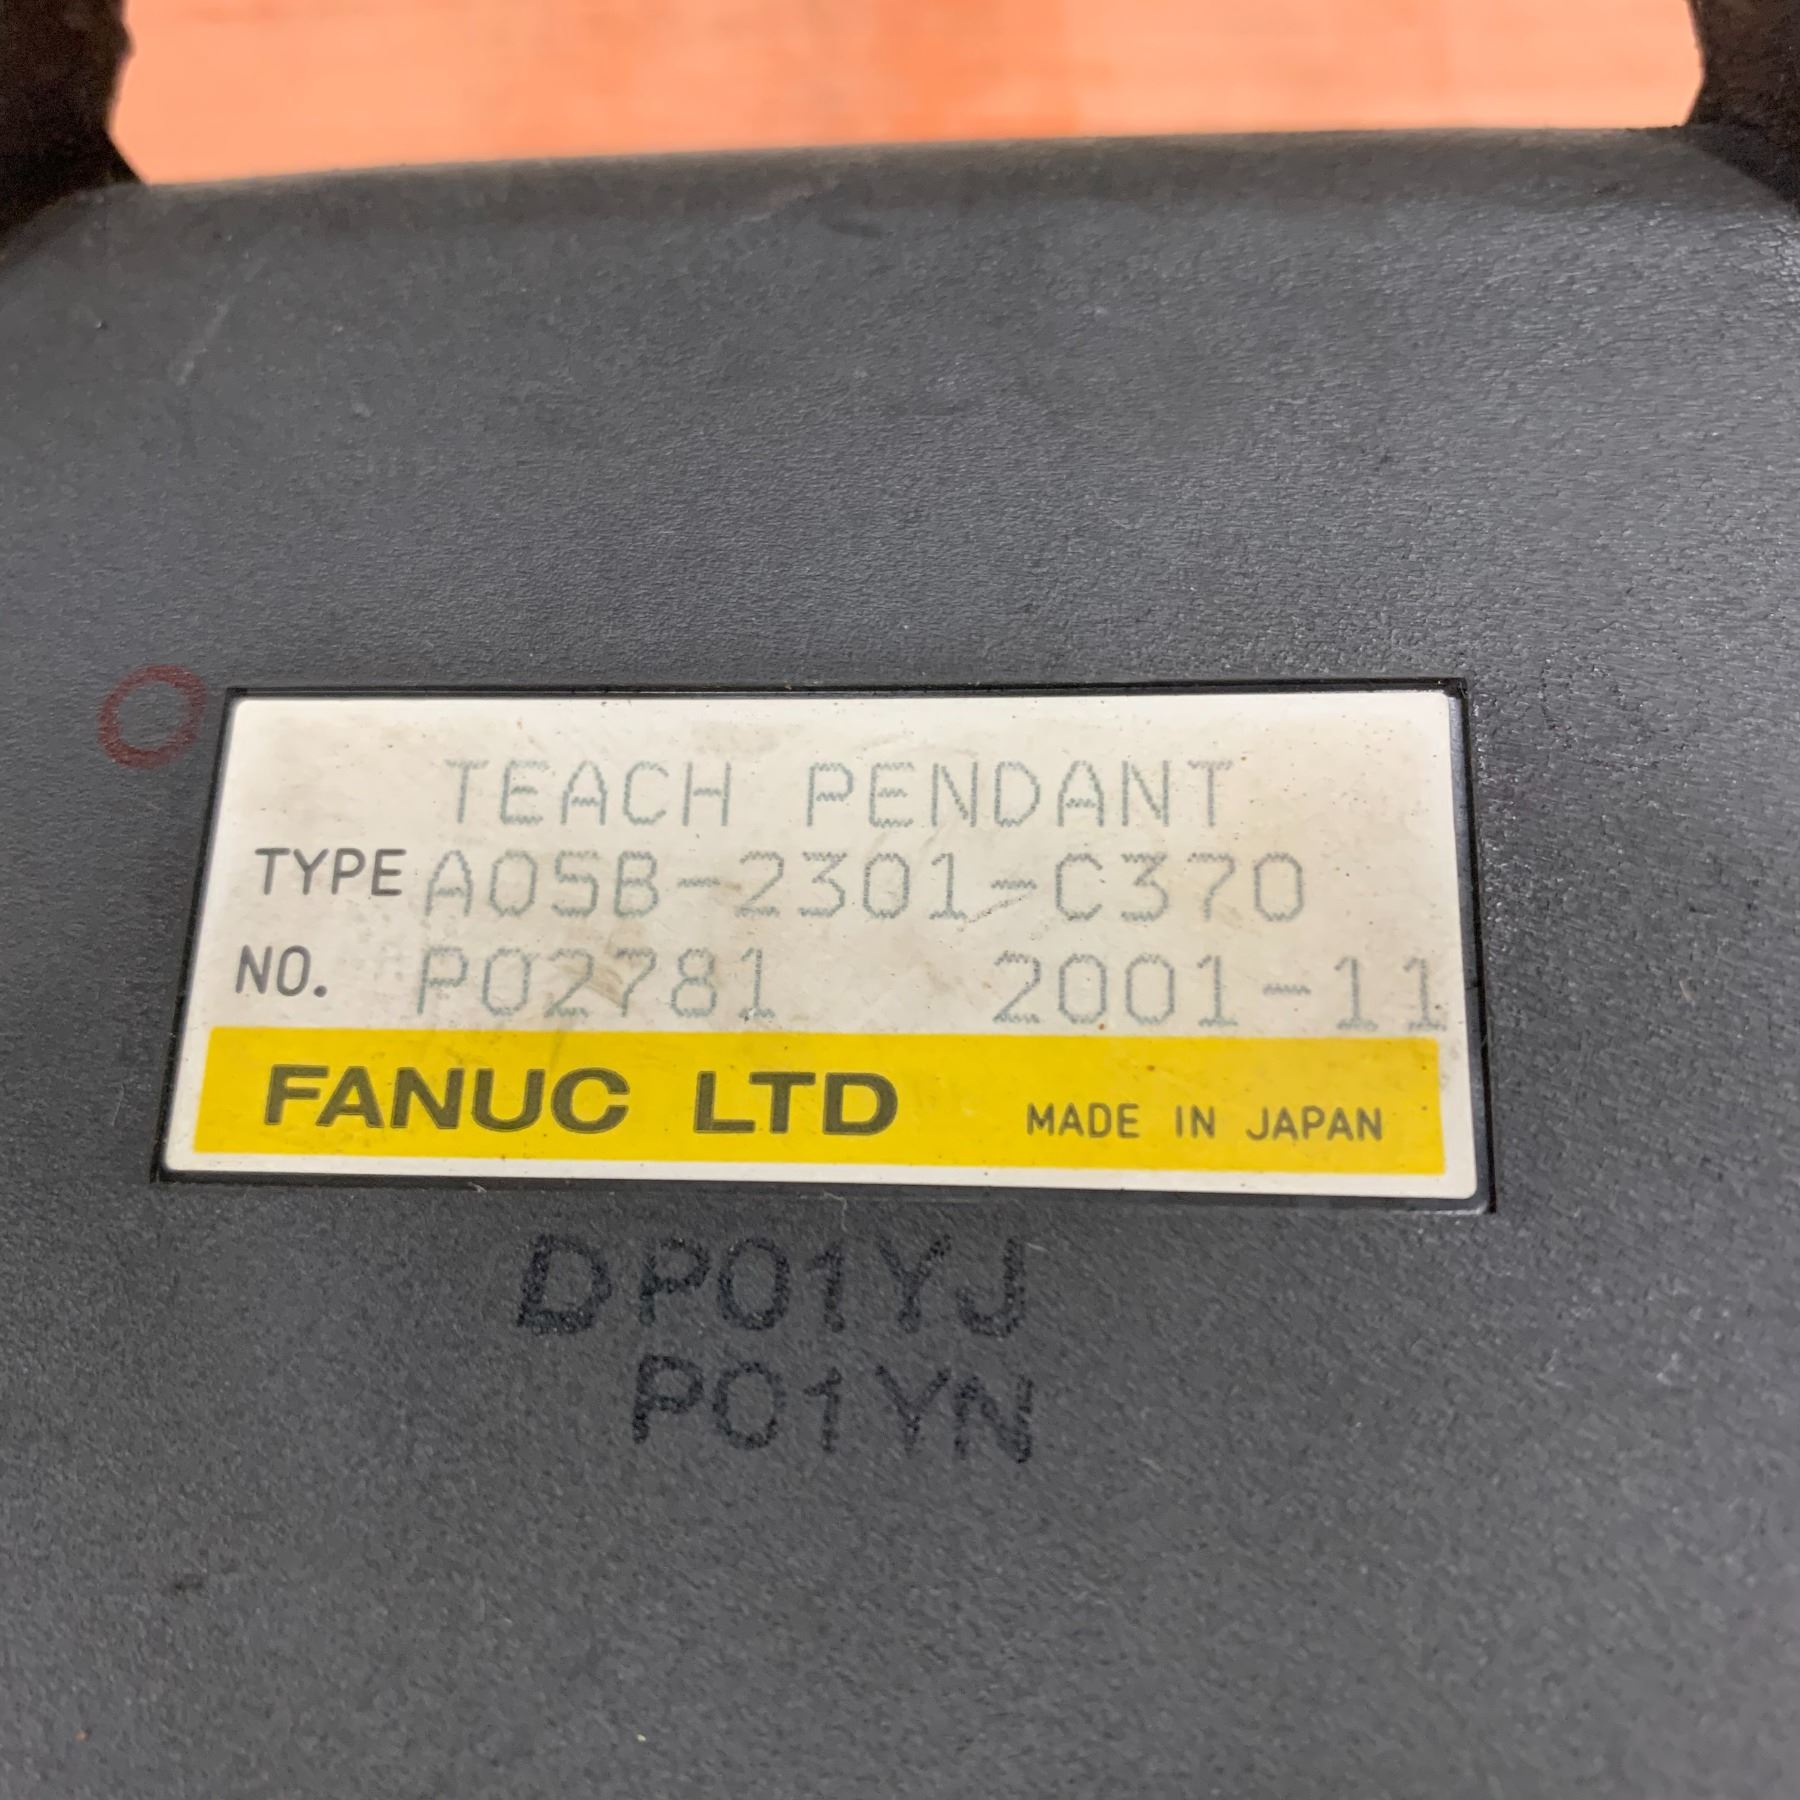 TEACH PENDANT
TYPE A05B-2301-C370
NO. P02781 2001-11
FANUC LTD MADE IN JAPAN
DP01YJ
P01YN